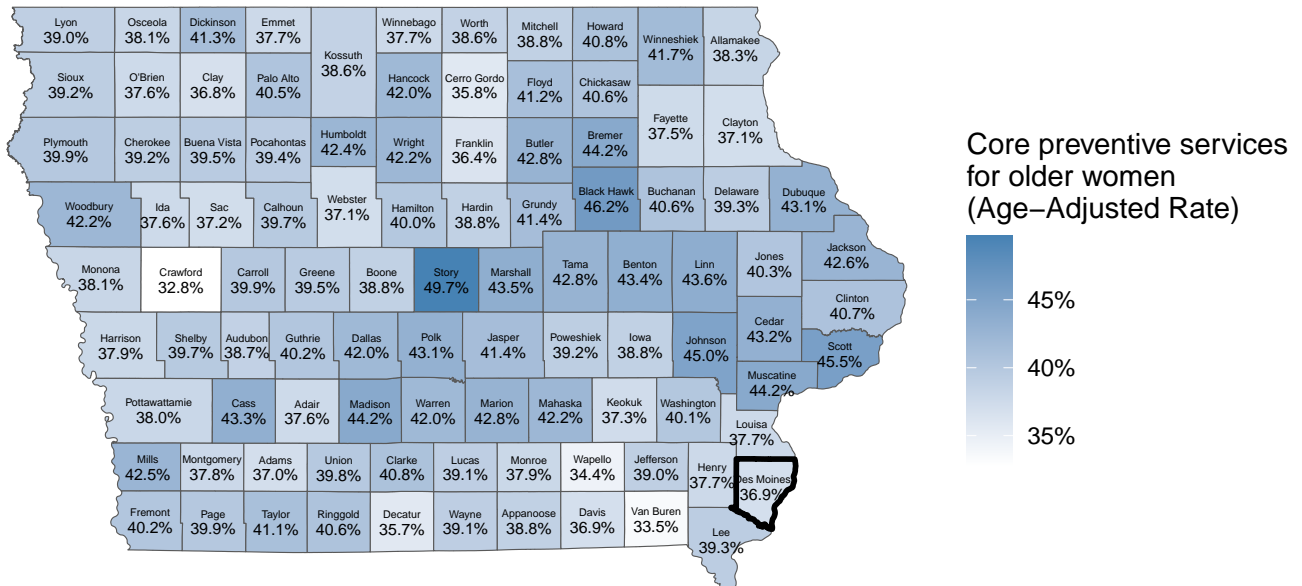 Lyon
39.0%
Osceola
38.1%
Dickinson
41.3%
Emmet
37.7%
Kossuth
38.6%
Winnebago
37.7%
Worth
38.6%
Mitchell
38.8%
Howard
40.8%
Winneshiek
41.7%
Allamakee
38.3%
Sioux
39.2%
O'Brien
37.6%
Clay
36.8%
Palo Alto
40.5%
Hancock
42.0%
Cerro Gordo
35.8%
Floyd
41.2%
Chickasaw
40.6%
Fayette
37.5%
Clayton
37.1%
Plymouth
39.9%
Cherokee
39.2%
Buena Vista
39.5%
Pocahontas
39.4%
Humboldt
42.4%
Wright
42.2%
Franklin
36.4%
Butler
42.8%
Bremer
44.2%
Woodbury
42.2%
Ida
37.6%
Sac
37.2%
Calhoun
39.7%
Webster
37.1%
Hamilton
40.0%
Hardin
38.8%
Grundy
41.4%
Black Hawk
46.2%
Buchanan
40.6%
Delaware
39.3%
Dubuque
43.1%
Monona
38.1%
Crawford
32.8%
Carroll
39.9%
Greene
39.5%
Boone
38.8%
Story
49.7%
Marshall
43.5%
Tama
42.8%
Benton
43.4%
Linn
43.6%
Jones
40.3%
Jackson
42.6%
Clinton
40.7%
Harrison
37.9%
Shelby
39.7%
Audubon
38.7%
Guthrie
40.2%
Dallas
42.0%
Polk
43.1%
Jasper
41.4%
Poweshiek
39.2%
Iowa
38.8%
Johnson
45.0%
Cedar
43.2%
Scott
45.5%
Muscatine
44.2%
Pottawattamie
38.0%
Cass
43.3%
Adair
37.6%
Madison
44.2%
Warren
42.0%
Marion
42.8%
Mahaska
42.2%
Keokuk
37.3%
Washington
40.1%
Louisa
37.7%
Mills
42.5%
Montgomery
37.8%
Adams
37.0%
Union
39.8%
Clarke
40.8%
Lucas
39.1%
Monroe
37.9%
Wapello
34.4%
Jefferson
39.0%
Henry
37.7%
Des Moines
36.9%
Fremont
40.2%
Page
39.9%
Taylor
41.1%
Ringgold
40.6%
Decatur
35.7%
Wayne
39.1%
Appanoose
38.8%
Davis
36.9%
Van Buren
33.5%
Lee
39.3%
Core preventive services
for older women
(Age−Adjusted Rate)
45%
40%
35%